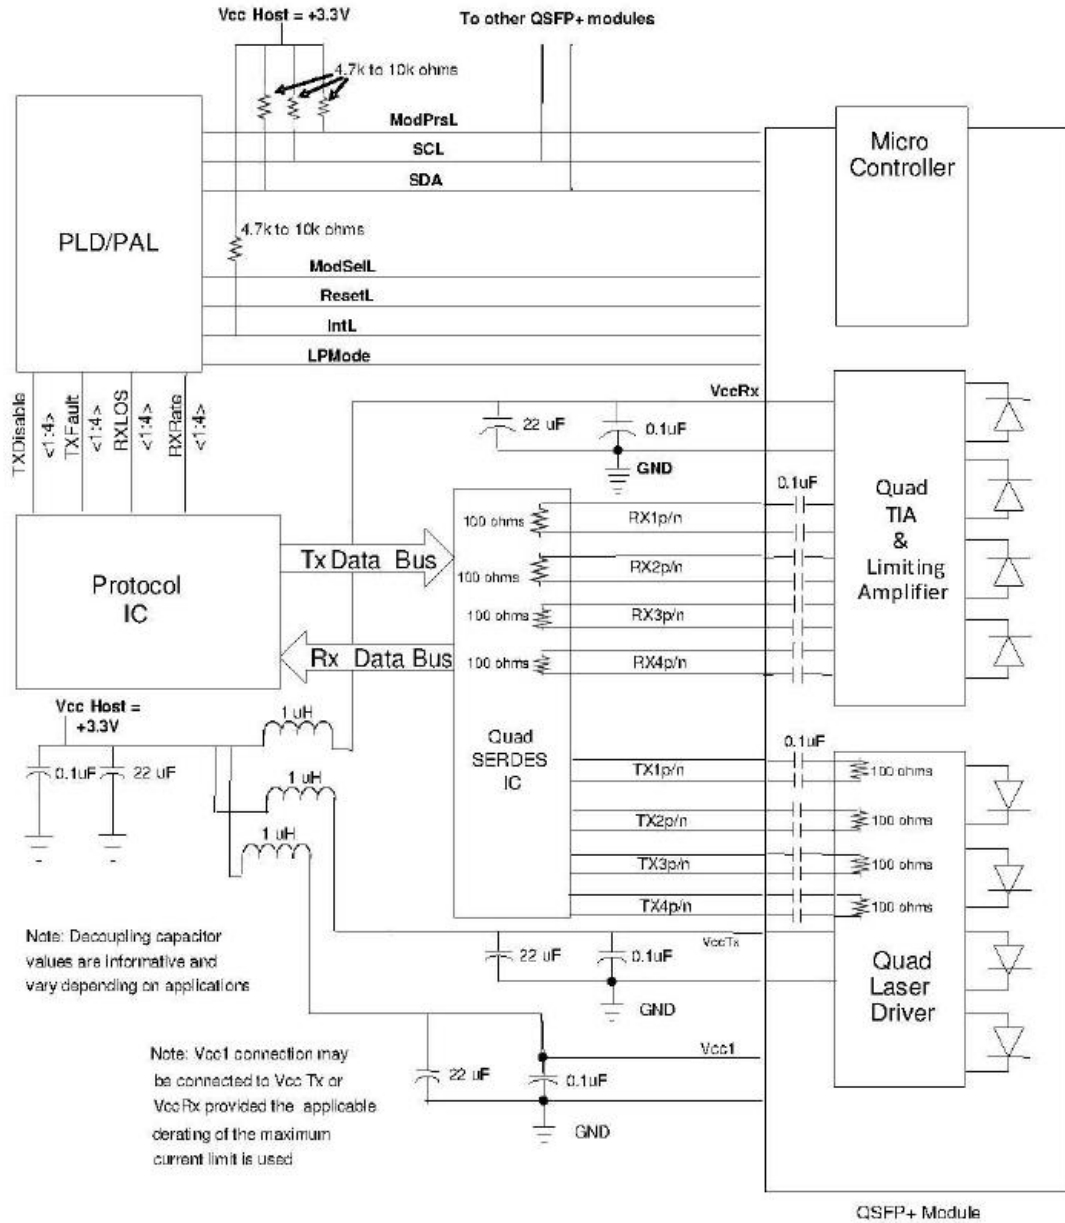 Vcc Host = +3.3V
To other QSFP+ modules
4.7k to 10k ohms
ModPrsL
SCL
SDA
Micro
Controller
PLD/PAL
4.7k to 10k ohms
ModSelL
ResetL
IntL
LPMode
TXDisable
<1:4>
TXFault
<1:4>
RXLOS
<1:4>
RXRate
<1:4>
VccRx
22 uF
0.1uF
GND
0.1uF
Quad
TIA
&
Limiting
Amplifier
100 ohms
RX1p/n
100 ohms
RX2p/n
100 ohms
RX3p/n
100 ohms
RX4p/n
Tx Data Bus
Protocol
IC
Rx Data Bus
Vcc Host =
+3.3V
0.1uF
22 uF
1 uH
1 uH
1 uH
Quad
SERDES
IC
0.1uF
TX1p/n
100 ohms
TX2p/n
100 ohms
TX3p/n
100 ohms
TX4p/n
100 ohms
VccTx
22 uF
0.1uF
GND
Quad
Laser
Driver
Note: Decoupling capacitor
values are informative and
vary depending on applications
Vcc1
22 uF
0.1uF
GND
Note: Vcc1 connection may
be connected to Vcc Tx or
VccRx provided the applicable
derating of the maximum
current limit is used
QSFP+ Module